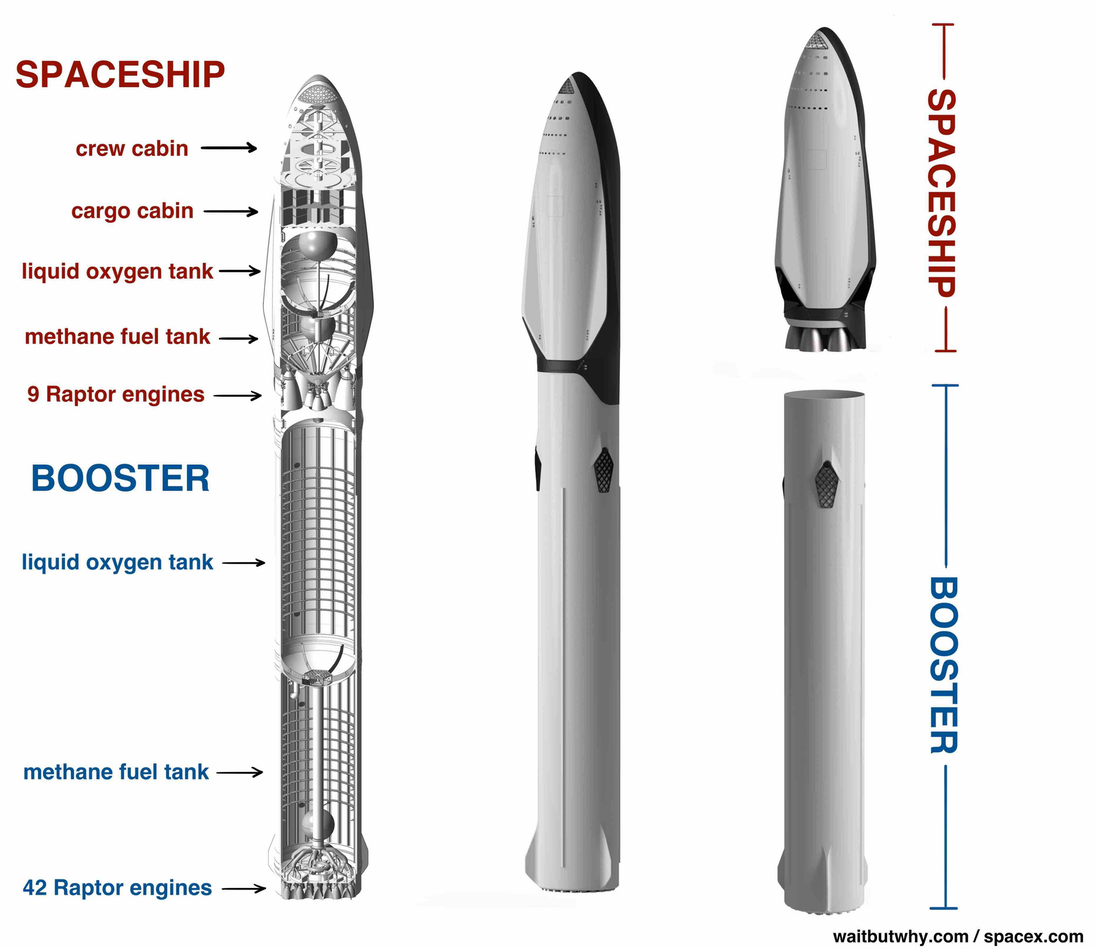 SPACESHIP
crew cabin
cargo cabin
liquid oxygen tank
methane fuel tank
9 Raptor engines
BOOSTER
liquid oxygen tank
methane fuel tank
42 Raptor engines
SPACESHIP
BOOSTER
waitbutwhy.com / spacex.com